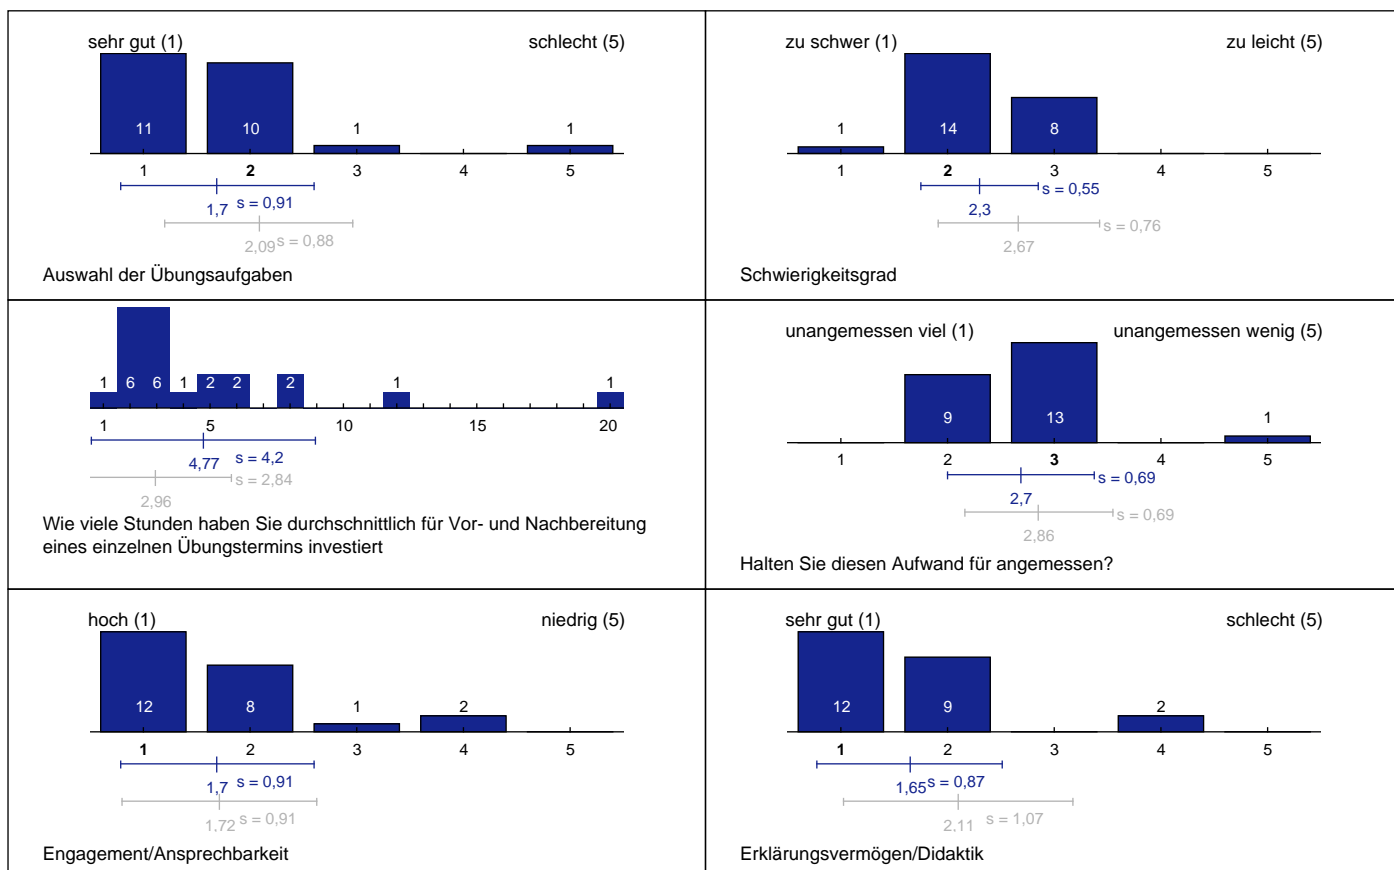 sehr gut (1) schlecht (5)
11 10 1 1
1 2 3 4 5
1,7 s = 0,91
2,09 s = 0,88
Auswahl der Übungsaufgaben
zu schwer (1) zu leicht (5)
1 14 8
1 2 3 4 5
2,3 s = 0,55
2,67 s = 0,76
Schwierigkeitsgrad
1 6 6 1 2 2 2 1 1
1 5 10 15 20
4,77 s = 4,2
2,96 s = 2,84
Wie viele Stunden haben Sie durchschnittlich für Vor- und Nachbereitung
eines einzelnen Übungstermins investiert
unangemessen viel (1) unangemessen wenig (5)
9 13 1
1 2 3 4 5
2,7 s = 0,69
2,86 s = 0,69
Halten Sie diesen Aufwand für angemessen?
hoch (1) niedrig (5)
12 8 1 2
1 2 3 4 5
1,7 s = 0,91
1,72 s = 0,91
Engagement/Ansprechbarkeit
sehr gut (1) schlecht (5)
12 9 2
1 2 3 4 5
1,65 s = 0,87
2,11 s = 1,07
Erklärungsvermögen/Didaktik